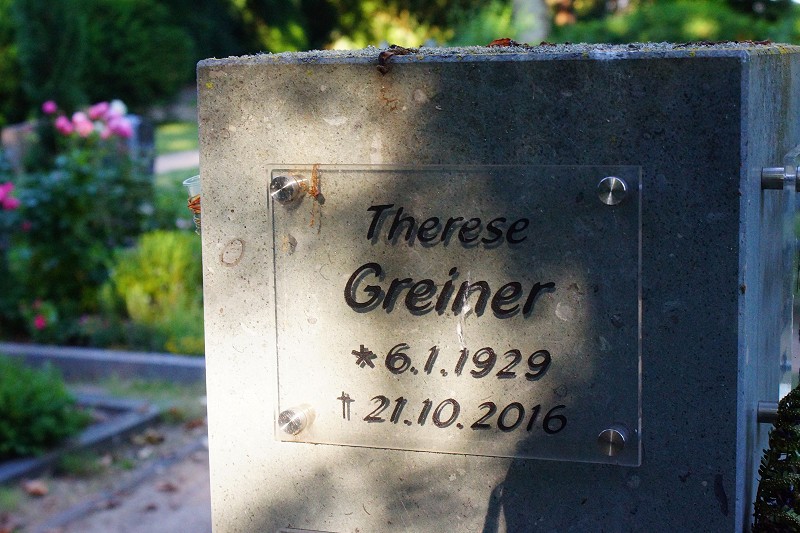 Therese
Greiner
* 6.1.1929
† 21.10.2016